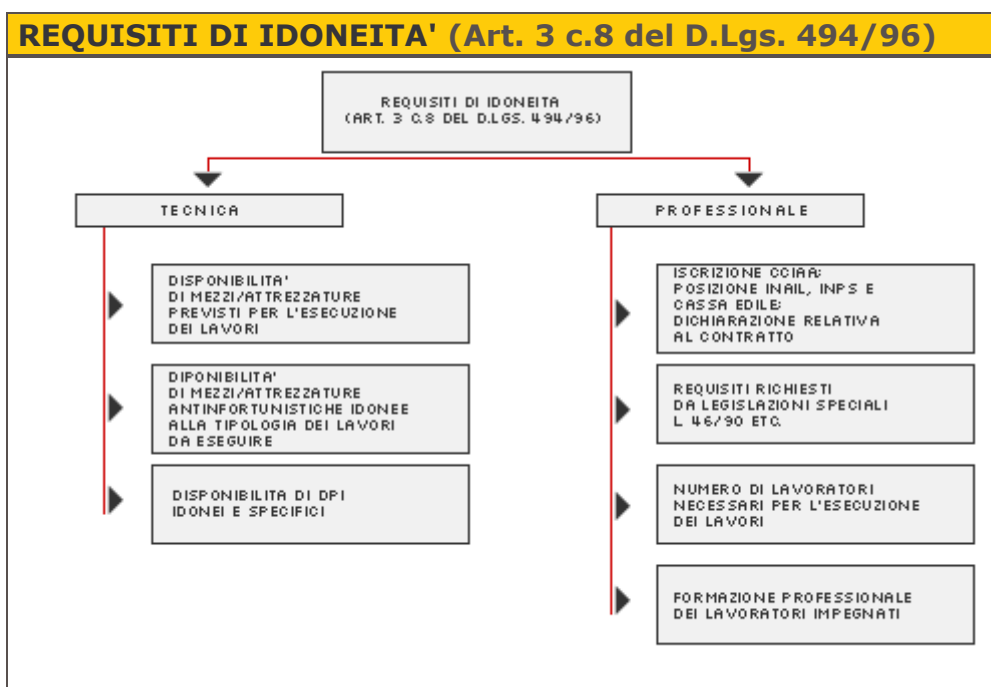 REQUISITI DI IDONEITA' (Art. 3 c.8 del D.Lgs. 494/96)
REQUISITI DI IDONEITA
(ART. 3 C.8 DEL D.LGS. 494/96)
TECNICA
DISPONIBILITA'
DI MEZZI/ATTREZZATURE
PREVISTI PER L'ESECUZIONE
DEI LAVORI
DIPONIBILITA'
DI MEZZI/ATTREZZATURE
ANTINFORTUNISTICHE IDONEE
ALLA TIPOLOGIA DEI LAVORI
DA ESEGUIRE
DISPONIBILITA DI DPI
IDONEI E SPECIFICI
PROFESSIONALE
ISCRIZIONE CCIAA;
POSIZIONE INAIL, INPS E
CASSA EDILE;
DICHIARAZIONE RELATIVA
AL CONTRATTO
REQUISITI RICHIESTI
DA LEGISLAZIONI SPECIALI
L. 46/90 ETC.
NUMERO DI LAVORATORI
NECESSARI PER L'ESECUZIONE
DEI LAVORI
FORMAZIONE PROFESSIONALE
DEI LAVORATORI IMPEGNATI